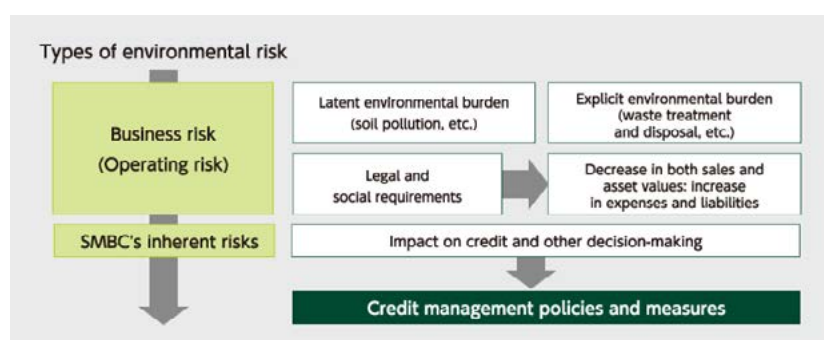 Types of environmental risk
Business risk
(Operating risk)
Latent environmental burden
(soil pollution, etc.)
Explicit environmental burden
(waste treatment
and disposal, etc.)
Legal and
social requirements
Decrease in both sales and
asset values: increase
in expenses and liabilities
SMBC's inherent risks
Impact on credit and other decision-making
Credit management policies and measures